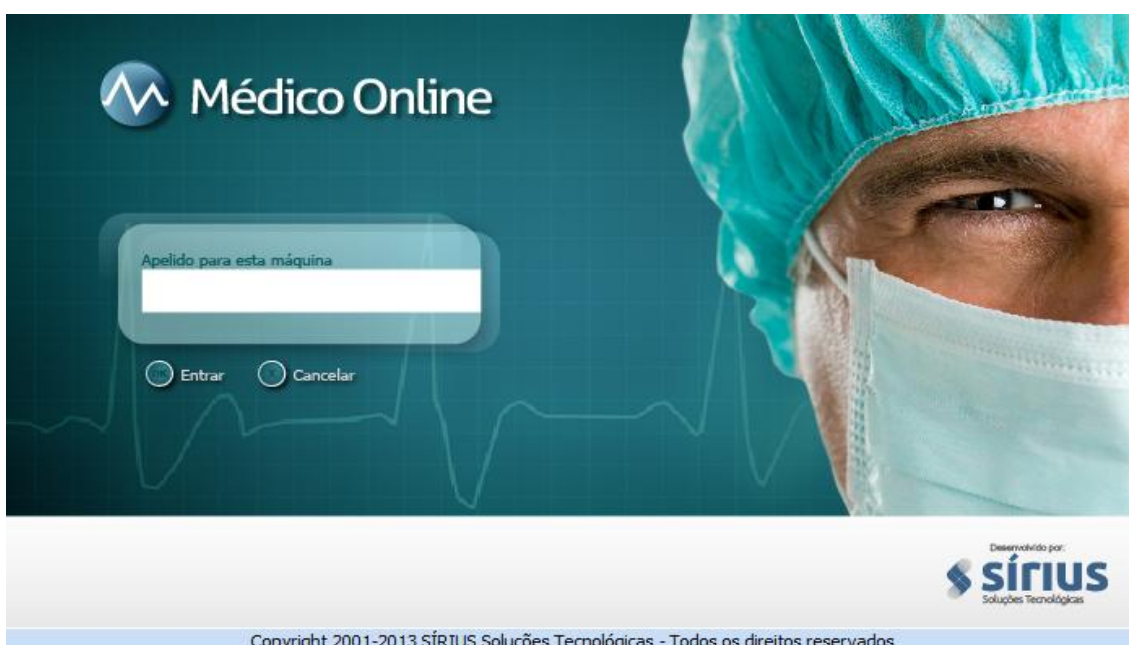 Médico Online
Apelido para esta máquina
OK Entrar X Cancelar
Desenvolvido por:
sírius
Soluções Tecnológicas
Copyright 2001-2013 SÍRIUS Soluções Tecnológicas - Todos os direitos reservados